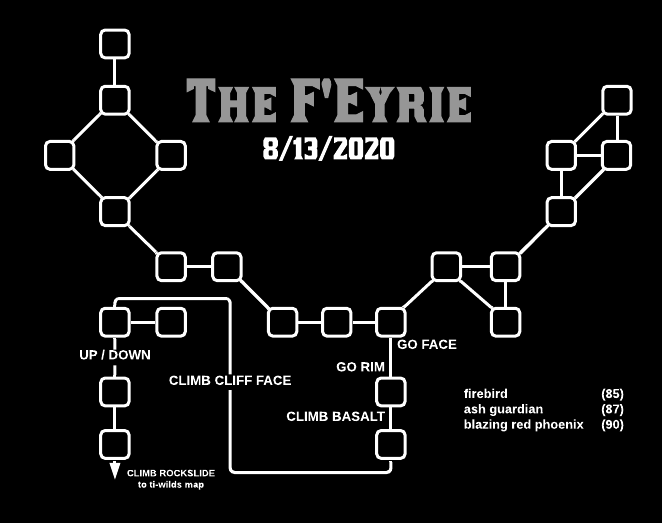 The F'Eyrie
8/13/2020
GO FACE
UP / DOWN
GO RIM
CLIMB CLIFF FACE
firebird (85)
ash guardian (87)
blazing red phoenix (90)
CLIMB BASALT
CLIMB ROCKSLIDE
to ti-wilds map